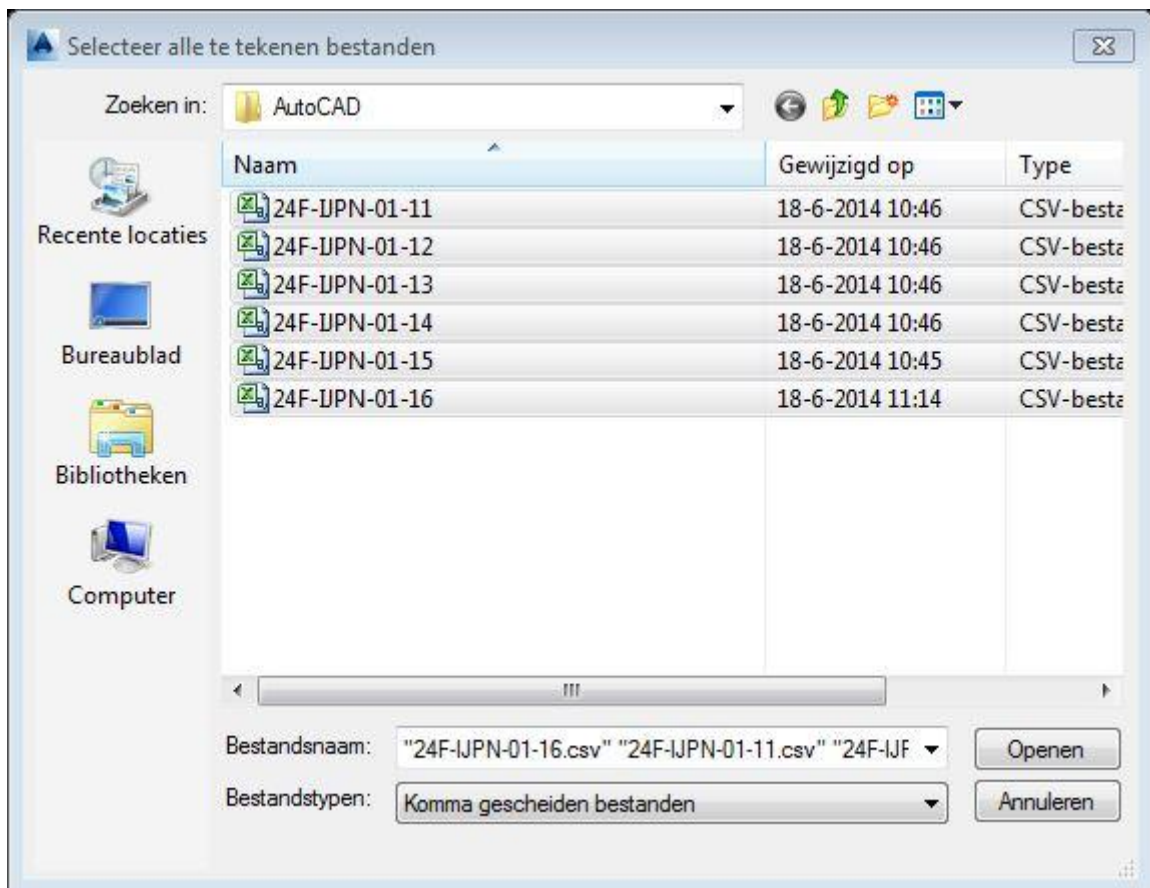 Selecteer alle te tekenen bestanden
Zoeken in: AutoCAD
Naam Gewijzigd op Type
24F-IJPN-01-11 18-6-2014 10:46 CSV-besta
24F-IJPN-01-12 18-6-2014 10:46 CSV-besta
24F-IJPN-01-13 18-6-2014 10:46 CSV-besta
24F-IJPN-01-14 18-6-2014 10:46 CSV-besta
24F-IJPN-01-15 18-6-2014 10:45 CSV-besta
24F-IJPN-01-16 18-6-2014 11:14 CSV-besta
Recente locaties
Bureaublad
Bibliotheken
Computer
Bestandsnaam: "24F-IJPN-01-16.csv" "24F-IJPN-01-11.csv" "24F-IJF Openen
Bestandstypen: Komma gescheiden bestanden Annuleren